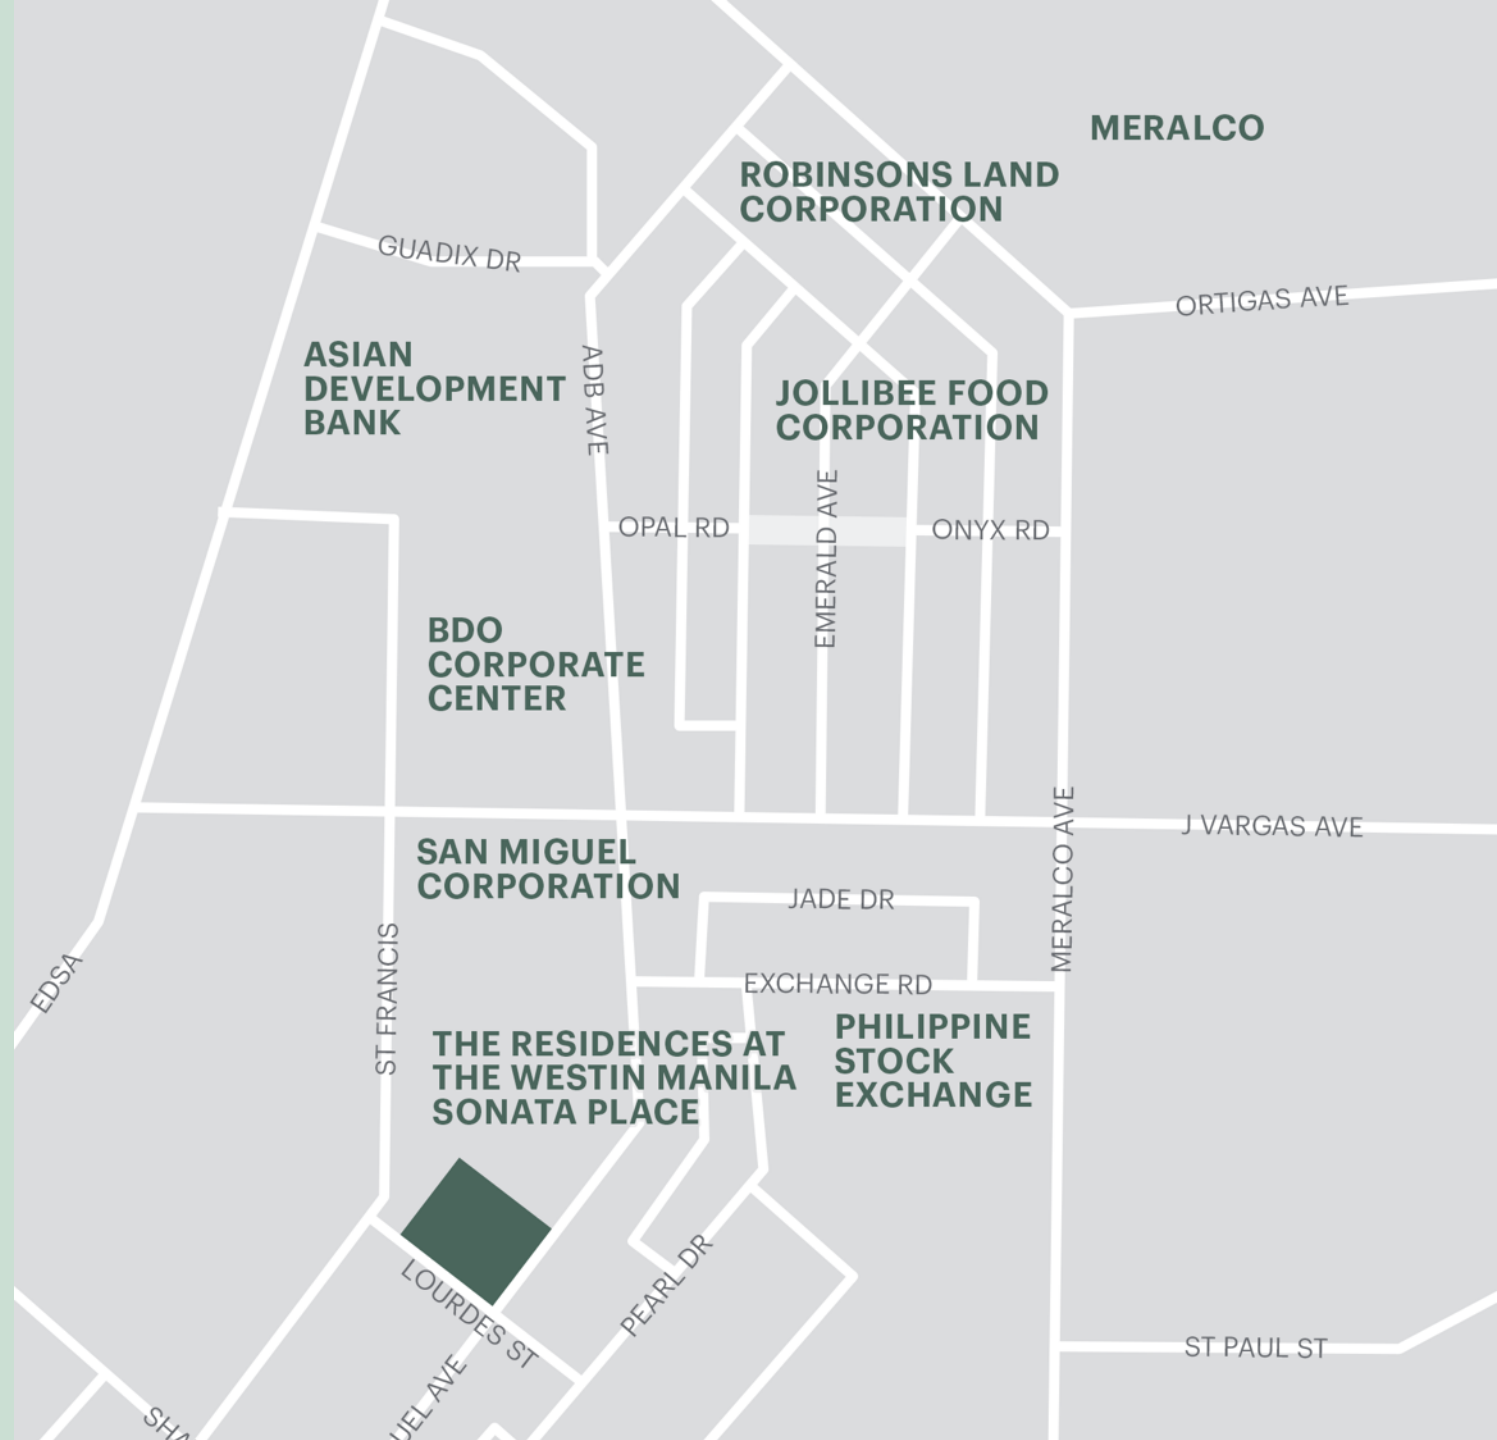 MERALCO
ROBINSONS LAND
CORPORATION
GUADIX DR
ORTIGAS AVE
ASIAN
DEVELOPMENT
BANK
ADB AVE
JOLLIBEE FOOD
CORPORATION
OPAL RD
EMERALD AVE
ONYX RD
BDO
CORPORATE
CENTER
J VARGAS AVE
SAN MIGUEL
CORPORATION
MERALCO AVE
JADE DR
EDSA
ST FRANCIS
EXCHANGE RD
THE RESIDENCES AT
THE WESTIN MANILA
SONATA PLACE
PHILIPPINE
STOCK
EXCHANGE
LOURDES ST
PEARL DR
ST PAUL ST
UEL AVE
SHA